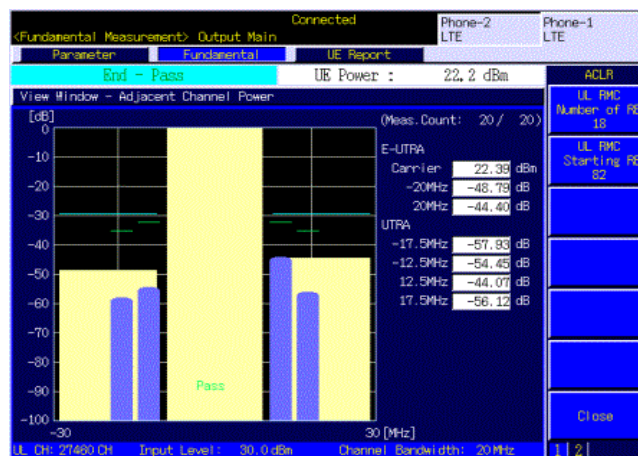 Connected
Phone-2
LTE
Phone-1
LTE
<Fundamental Measurement> Output Main
Parameter
Fundamental
UE Report
End - Pass
UE Power : 22.2 dBm
ACLR
View Window - Adjacent Channel Power
UL RMC
Number of RB
18
UL RMC
Starting RB
82
Close
1 2
[dB]
(Meas.Count: 20/ 20)
0
-10
-20
-30
-40
-50
-60
-70
-80
-90
-100
E-UTRA
Carrier 22.39 dBm
-20MHz -48.79 dB
20MHz -44.40 dB
UTRA
-17.5MHz -57.93 dB
-12.5MHz -54.45 dB
12.5MHz -44.07 dB
17.5MHz -56.12 dB
Pass
-30
30 [MHz]
UL CH: 27460 CH Input Level: 30.0 dBm Channel Bandwidth: 20 MHz